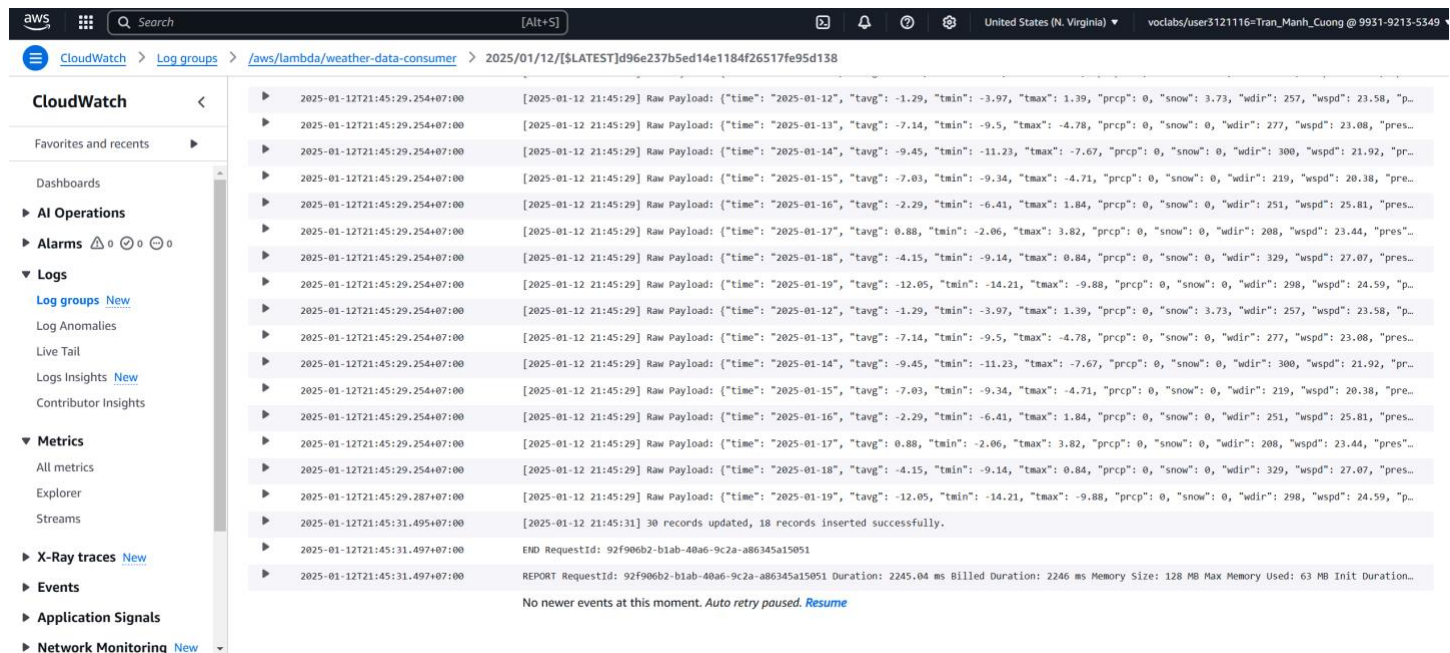 aws
Search [Alt+S] United States (N. Virginia) voclabs/user3121116=Tran_Manh_Cuong @ 9931-9213-5349
CloudWatch > Log groups > /aws/lambda/weather-data-consumer > 2025/01/12/[$LATEST]d96e237b5ed14e1184f26517fe95d138
CloudWatch
Favorites and recents
Dashboards
AI Operations
Alarms 0 0 0
Logs
Log groups New
Log Anomalies
Live Tail
Logs Insights New
Contributor Insights
Metrics
All metrics
Explorer
Streams
X-Ray traces New
Events
Application Signals
Network Monitoring New
2025-01-12T21:45:29.254+07:00 [2025-01-12 21:45:29] Raw Payload: {"time": "2025-01-12", "tavg": -1.29, "tmin": -3.97, "tmax": 1.39, "prcp": 0, "snow": 3.73, "wdir": 257, "wspd": 23.58, "p…
2025-01-12T21:45:29.254+07:00 [2025-01-12 21:45:29] Raw Payload: {"time": "2025-01-13", "tavg": -7.14, "tmin": -9.5, "tmax": -4.78, "prcp": 0, "snow": 0, "wdir": 277, "wspd": 23.08, "pres…
2025-01-12T21:45:29.254+07:00 [2025-01-12 21:45:29] Raw Payload: {"time": "2025-01-14", "tavg": -9.45, "tmin": -11.23, "tmax": -7.67, "prcp": 0, "snow": 0, "wdir": 300, "wspd": 21.92, "pr…
2025-01-12T21:45:29.254+07:00 [2025-01-12 21:45:29] Raw Payload: {"time": "2025-01-15", "tavg": -7.03, "tmin": -9.34, "tmax": -4.71, "prcp": 0, "snow": 0, "wdir": 219, "wspd": 20.38, "pre…
2025-01-12T21:45:29.254+07:00 [2025-01-12 21:45:29] Raw Payload: {"time": "2025-01-16", "tavg": -2.29, "tmin": -6.41, "tmax": 1.84, "prcp": 0, "snow": 0, "wdir": 251, "wspd": 25.81, "pres…
2025-01-12T21:45:29.254+07:00 [2025-01-12 21:45:29] Raw Payload: {"time": "2025-01-17", "tavg": 0.88, "tmin": -2.06, "tmax": 3.82, "prcp": 0, "snow": 0, "wdir": 208, "wspd": 23.44, "pres"…
2025-01-12T21:45:29.254+07:00 [2025-01-12 21:45:29] Raw Payload: {"time": "2025-01-18", "tavg": -4.15, "tmin": -9.14, "tmax": 0.84, "prcp": 0, "snow": 0, "wdir": 329, "wspd": 27.07, "pres…
2025-01-12T21:45:29.254+07:00 [2025-01-12 21:45:29] Raw Payload: {"time": "2025-01-19", "tavg": -12.05, "tmin": -14.21, "tmax": -9.88, "prcp": 0, "snow": 0, "wdir": 298, "wspd": 24.59, "p…
2025-01-12T21:45:29.254+07:00 [2025-01-12 21:45:29] Raw Payload: {"time": "2025-01-12", "tavg": -1.29, "tmin": -3.97, "tmax": 1.39, "prcp": 0, "snow": 3.73, "wdir": 257, "wspd": 23.58, "p…
2025-01-12T21:45:29.254+07:00 [2025-01-12 21:45:29] Raw Payload: {"time": "2025-01-13", "tavg": -7.14, "tmin": -9.5, "tmax": -4.78, "prcp": 0, "snow": 0, "wdir": 277, "wspd": 23.08, "pres…
2025-01-12T21:45:29.254+07:00 [2025-01-12 21:45:29] Raw Payload: {"time": "2025-01-14", "tavg": -9.45, "tmin": -11.23, "tmax": -7.67, "prcp": 0, "snow": 0, "wdir": 300, "wspd": 21.92, "pr…
2025-01-12T21:45:29.254+07:00 [2025-01-12 21:45:29] Raw Payload: {"time": "2025-01-15", "tavg": -7.03, "tmin": -9.34, "tmax": -4.71, "prcp": 0, "snow": 0, "wdir": 219, "wspd": 20.38, "pre…
2025-01-12T21:45:29.254+07:00 [2025-01-12 21:45:29] Raw Payload: {"time": "2025-01-16", "tavg": -2.29, "tmin": -6.41, "tmax": 1.84, "prcp": 0, "snow": 0, "wdir": 251, "wspd": 25.81, "pres…
2025-01-12T21:45:29.254+07:00 [2025-01-12 21:45:29] Raw Payload: {"time": "2025-01-17", "tavg": 0.88, "tmin": -2.06, "tmax": 3.82, "prcp": 0, "snow": 0, "wdir": 208, "wspd": 23.44, "pres"…
2025-01-12T21:45:29.254+07:00 [2025-01-12 21:45:29] Raw Payload: {"time": "2025-01-18", "tavg": -4.15, "tmin": -9.14, "tmax": 0.84, "prcp": 0, "snow": 0, "wdir": 329, "wspd": 27.07, "pres…
2025-01-12T21:45:29.287+07:00 [2025-01-12 21:45:29] Raw Payload: {"time": "2025-01-19", "tavg": -12.05, "tmin": -14.21, "tmax": -9.88, "prcp": 0, "snow": 0, "wdir": 298, "wspd": 24.59, "p…
2025-01-12T21:45:31.495+07:00 [2025-01-12 21:45:31] 30 records updated, 18 records inserted successfully.
2025-01-12T21:45:31.497+07:00 END RequestId: 92f906b2-b1ab-40a6-9c2a-a86345a15051
2025-01-12T21:45:31.497+07:00 REPORT RequestId: 92f906b2-b1ab-40a6-9c2a-a86345a15051 Duration: 2245.04 ms Billed Duration: 2246 ms Memory Size: 128 MB Max Memory Used: 63 MB Init Duration…
No newer events at this moment. Auto retry paused. Resume